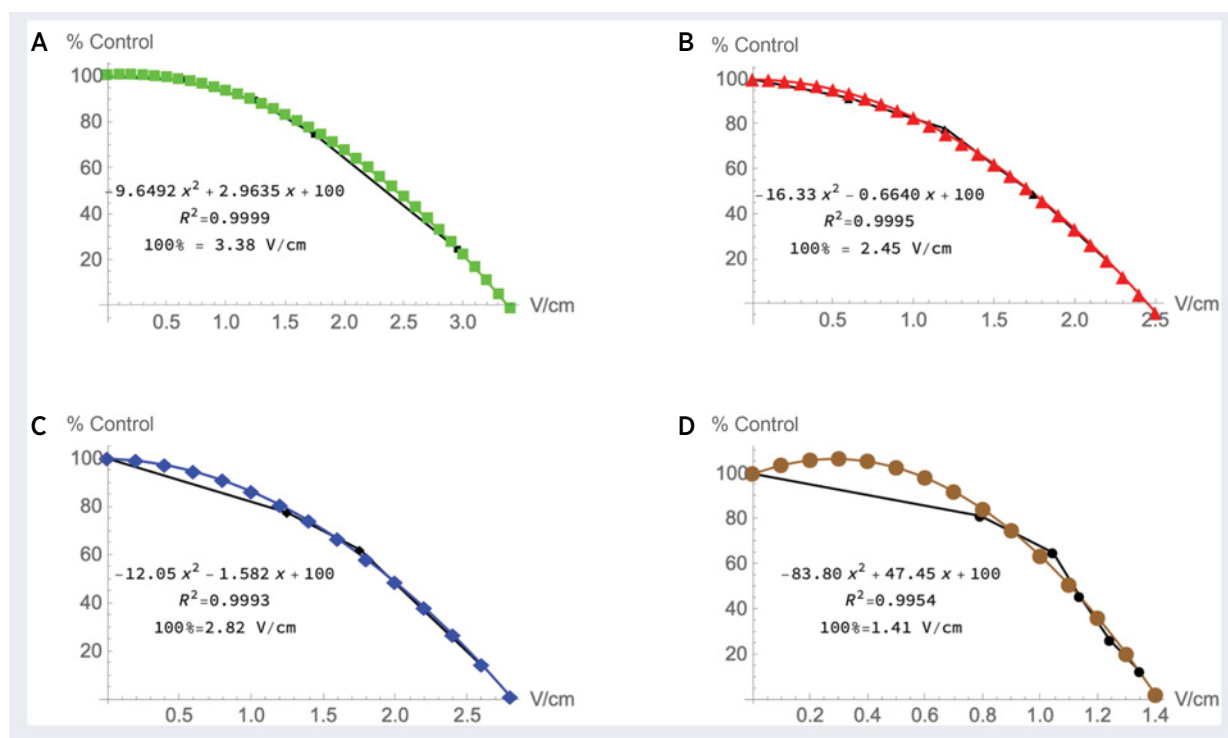 A % Control
100
80
60
40
20
-9.6492 x² + 2.9635 x + 100
R²=0.9999
100% = 3.38 V/cm
0.5 1.0 1.5 2.0 2.5 3.0
V/cm
B % Control
100
80
60
40
20
-16.33 x² - 0.6640 x + 100
R²=0.9995
100% = 2.45 V/cm
0.5 1.0 1.5 2.0 2.5
V/cm
C % Control
100
80
60
40
20
-12.05 x² - 1.582 x + 100
R²=0.9993
100%=2.82 V/cm
0.5 1.0 1.5 2.0 2.5
V/cm
D % Control
100
80
60
40
20
-83.80 x² + 47.45 x + 100
R²=0.9954
100%=1.41 V/cm
0.2 0.4 0.6 0.8 1.0 1.2 1.4
V/cm